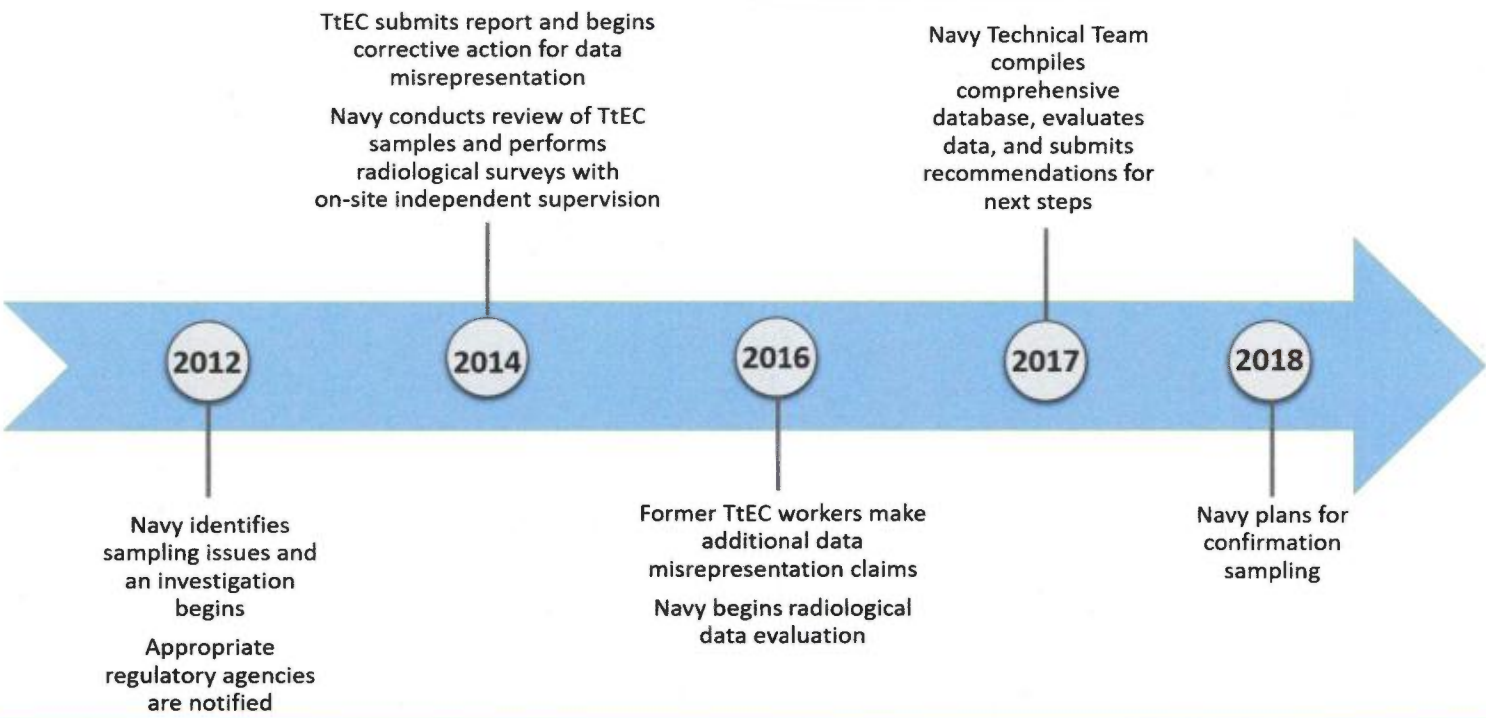 TtEC submits report and begins
corrective action for data
misrepresentation
Navy conducts review of TtEC
samples and performs
radiological surveys with
on-site independent supervision
Navy Technical Team
compiles
comprehensive
database, evaluates
data, and submits
recommendations for
next steps
2012
2014
2016
2017
2018
Navy identifies
sampling issues and
an investigation
begins
Appropriate
regulatory agencies
are notified
Former TtEC workers make
additional data
misrepresentation claims
Navy begins radiological
data evaluation
Navy plans for
confirmation
sampling